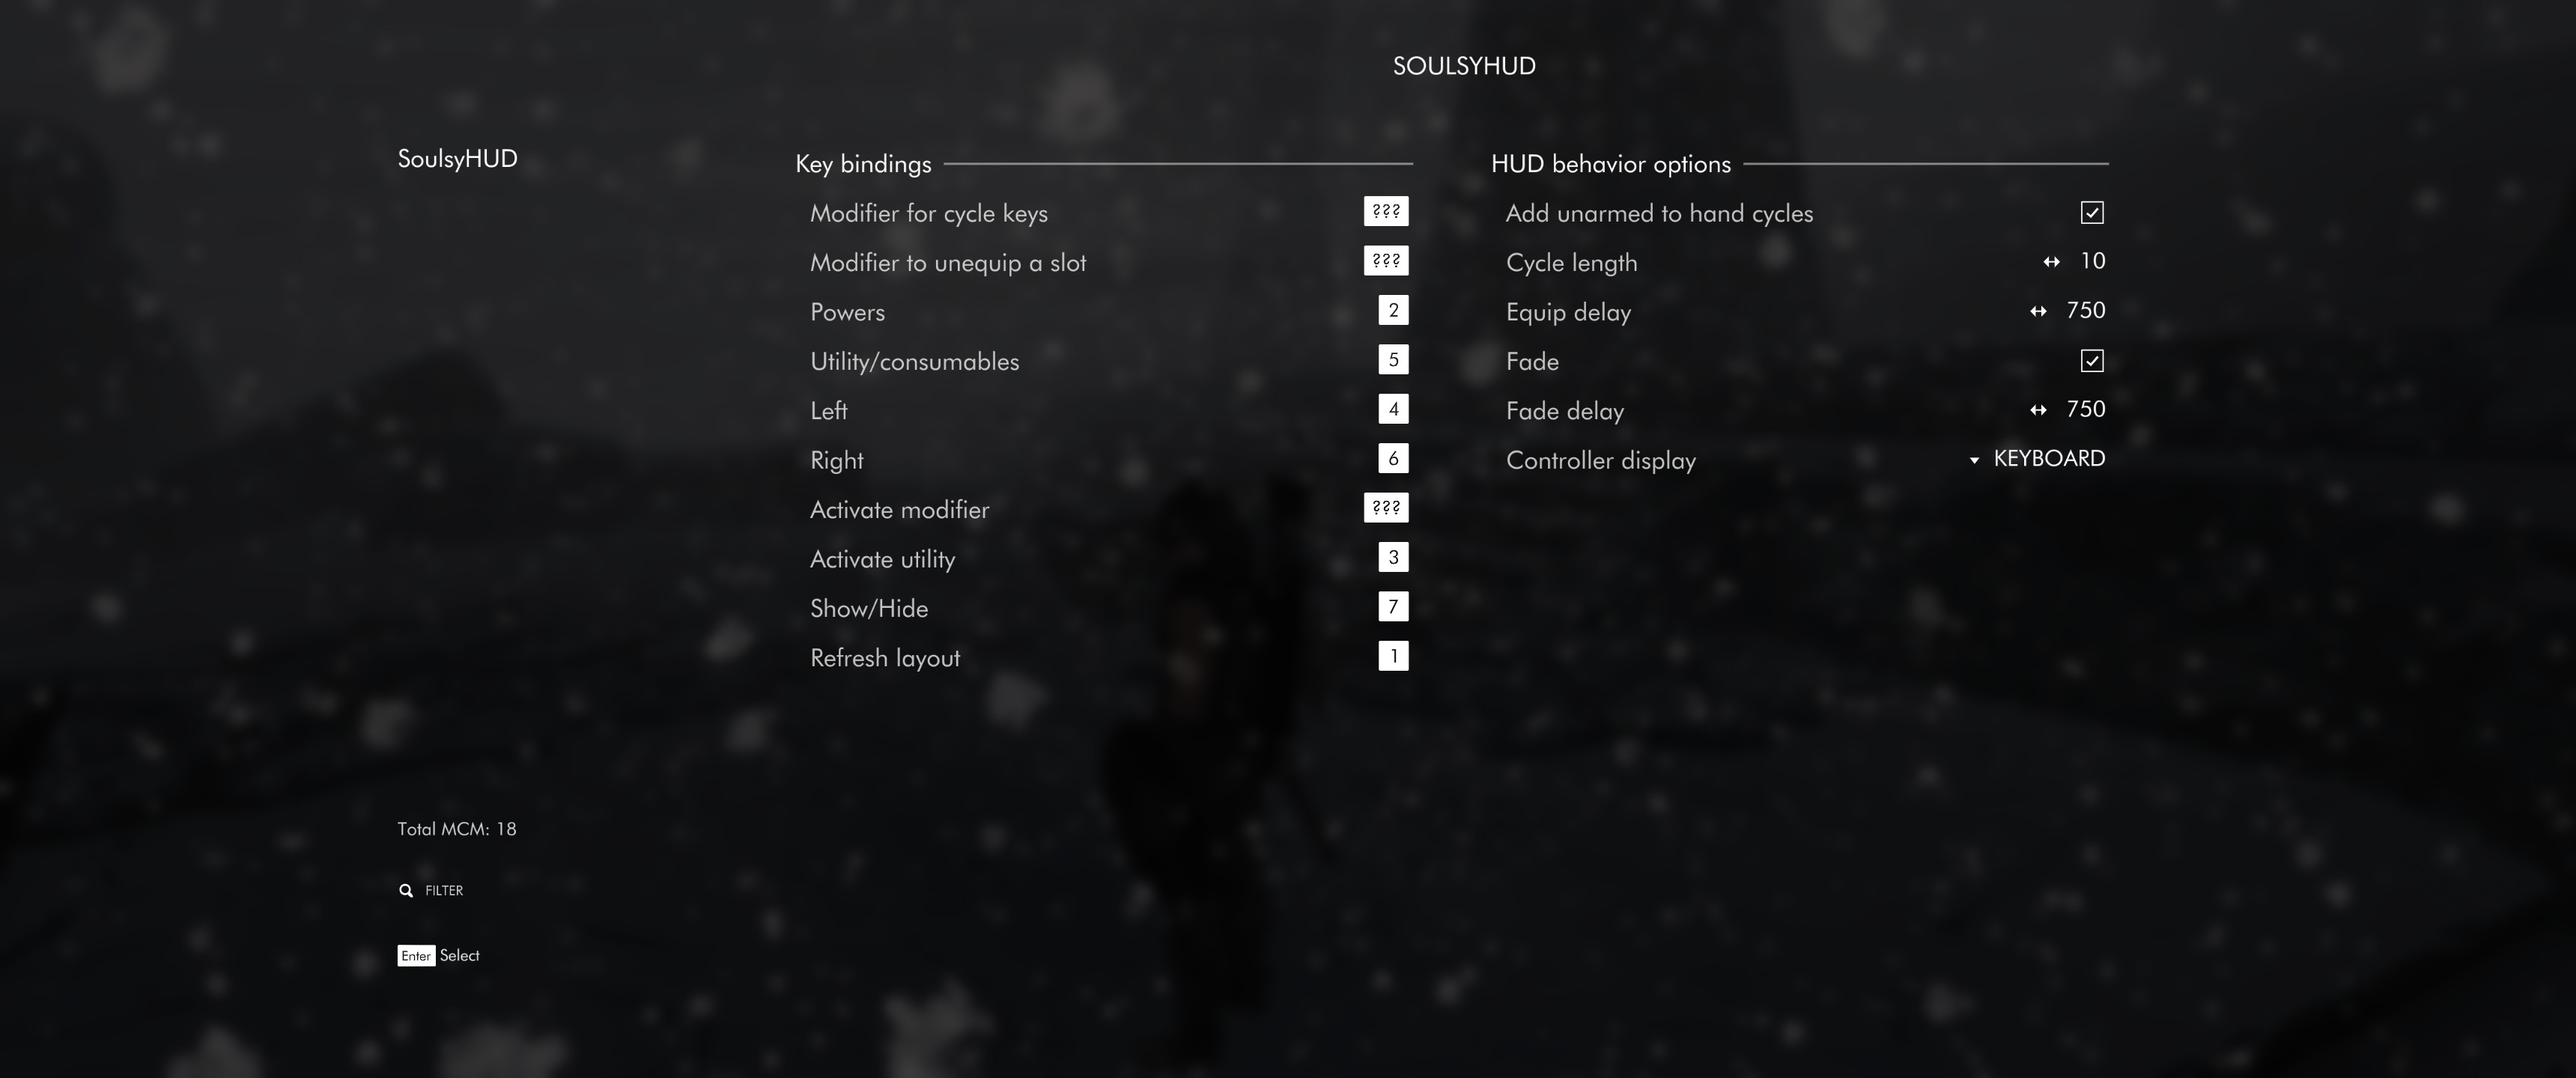 SOULSYHUD
SoulsyHUD
Key bindings
Modifier for cycle keys ???
Modifier to unequip a slot ???
Powers 2
Utility/consumables 5
Left 4
Right 6
Activate modifier ???
Activate utility 3
Show/Hide 7
Refresh layout 1
HUD behavior options
Add unarmed to hand cycles
Cycle length 10
Equip delay 750
Fade
Fade delay 750
Controller display KEYBOARD
Total MCM: 18
FILTER
Enter Select